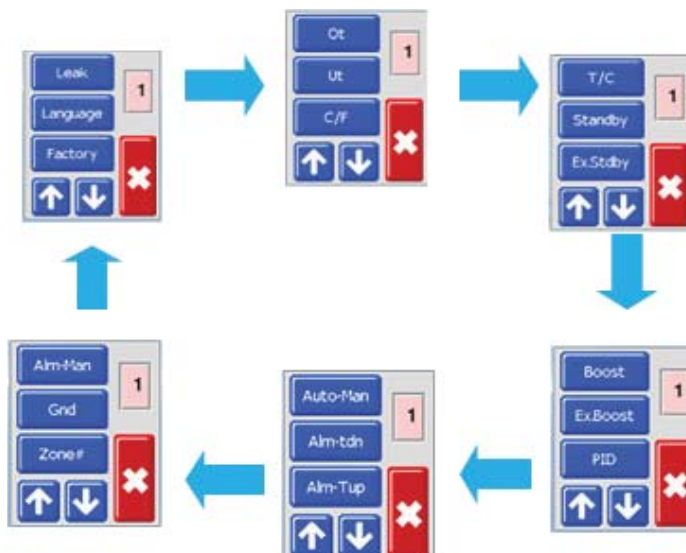 Leak
1
Language
Factory
Ot
1
Ut
C/F
T/C
1
Standby
Ex.Stdby
Alm-Man
1
Gnd
Zone#
Auto-Man
1
Alm-tdn
Alm-Tup
Boost
1
Ex.Boost
PID